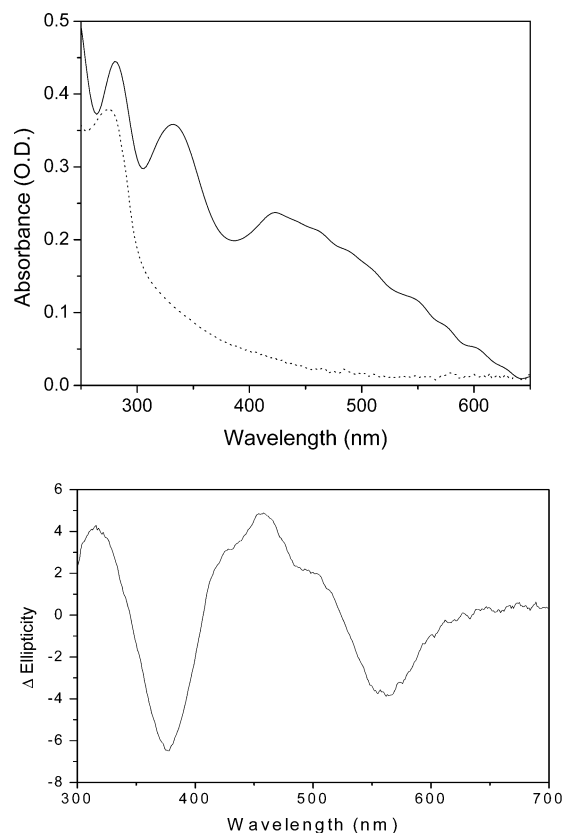 0.5
0.4
0.3
0.2
0.1
0.0
Absorbance (O.D.)
300 400 500 600
Wavelength (nm)
6
4
2
0
-2
-4
-6
-8
Δ Ellipticity
300 400 500 600 700
Wavelength (nm)